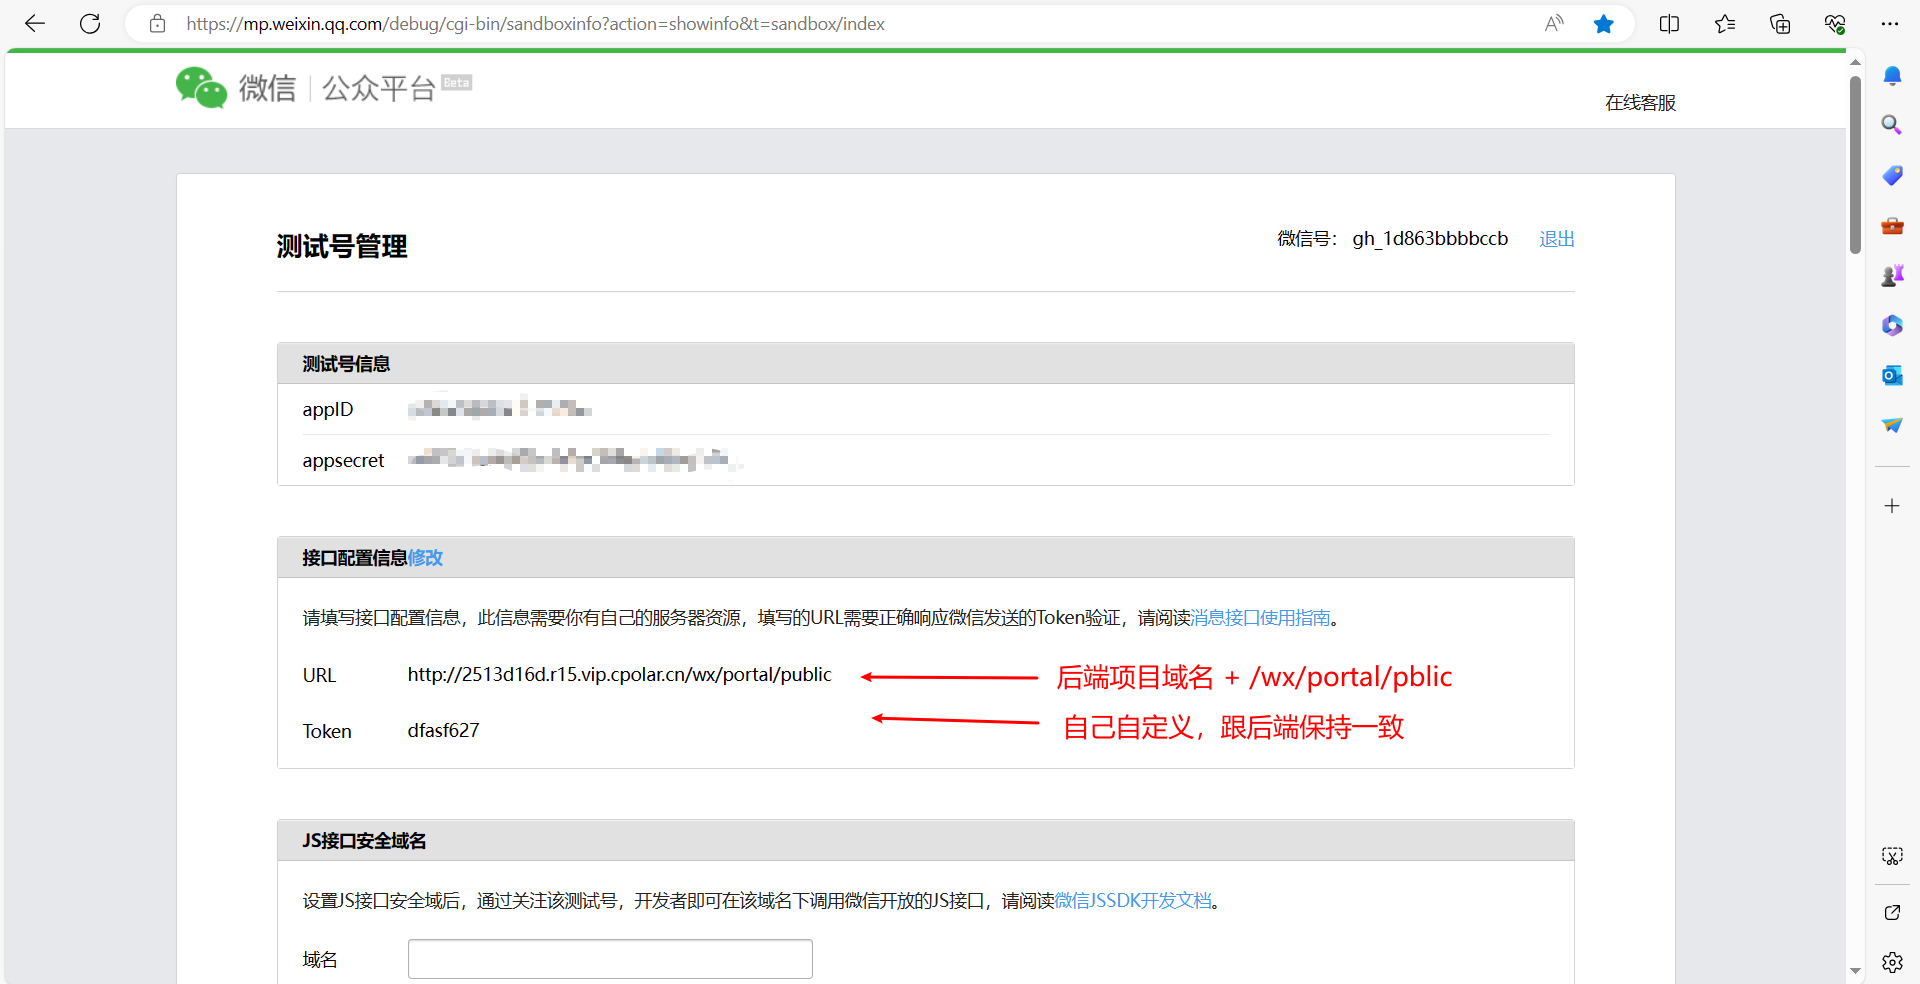 https://mp.weixin.qq.com/debug/cgi-bin/sandboxinfo?action=showinfo&t=sandbox/index
微信 | 公众平台 Beta
在线客服
测试号管理
微信号： gh_1d863bbbbccb 退出
测试号信息
appID
appsecret
接口配置信息修改
请填写接口配置信息，此信息需要你有自己的服务器资源，填写的URL需要正确响应微信发送的Token验证，请阅读消息接口使用指南。
URL http://2513d16d.r15.vip.cpolar.cn/wx/portal/public 后端项目域名 + /wx/portal/pblic
Token dfasf627 自己自定义，跟后端保持一致
JS接口安全域名
设置JS接口安全域后，通过关注该测试号，开发者即可在该域名下调用微信开放的JS接口，请阅读微信JSSDK开发文档。
域名